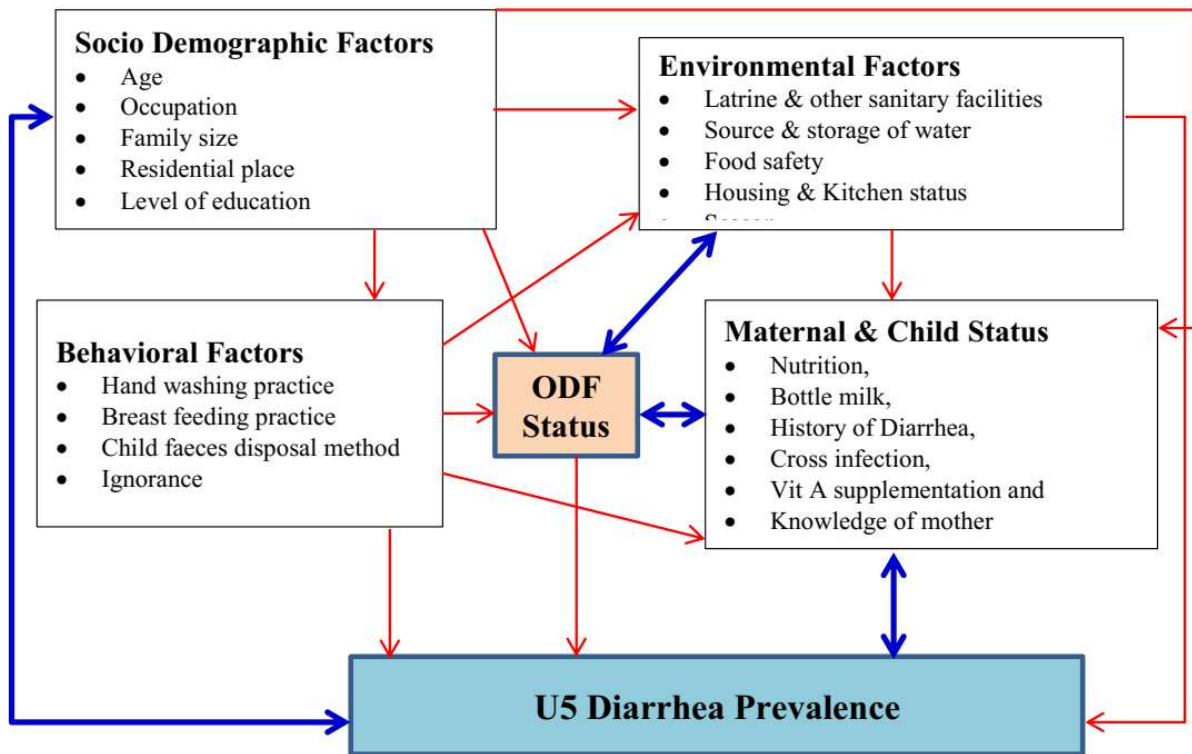 Socio Demographic Factors
• Age
• Occupation
• Family size
• Residential place
• Level of education
Environmental Factors
• Latrine & other sanitary facilities
• Source & storage of water
• Food safety
• Housing & Kitchen status
Behavioral Factors
• Hand washing practice
• Breast feeding practice
• Child faeces disposal method
• Ignorance
ODF
Status
Maternal & Child Status
• Nutrition,
• Bottle milk,
• History of Diarrhea,
• Cross infection,
• Vit A supplementation and
• Knowledge of mother
U5 Diarrhea Prevalence